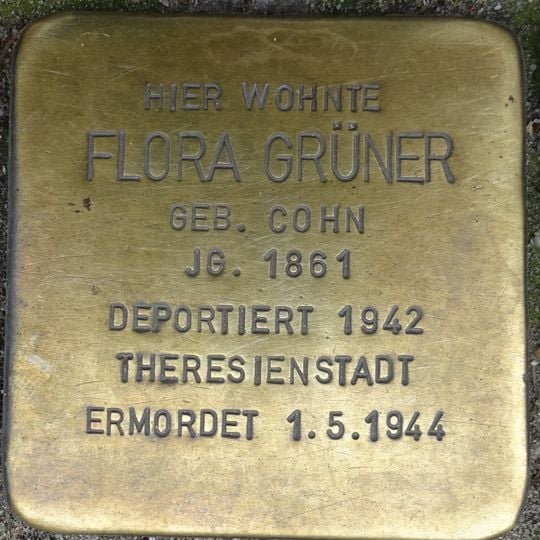 HIER WOHNTE
FLORA GRÜNER
GEB. COHN
JG. 1861
DEPORTIERT 1942
THERESIENSTADT
ERMORDET 1.5.1944